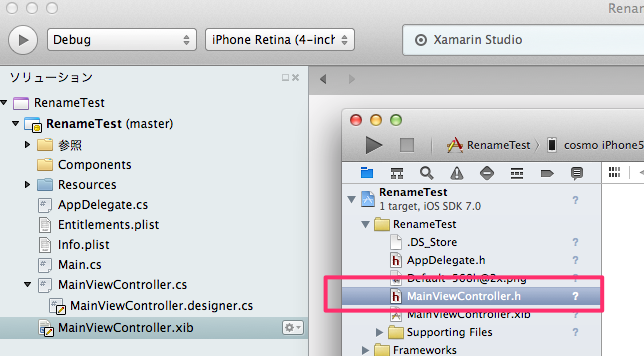 Rena
Debug
iPhone Retina (4-inch
Xamarin Studio
ソリューション
RenameTest
RenameTest (master)
参照
Components
Resources
AppDelegate.cs
Entitlements.plist
Info.plist
Main.cs
MainViewController.cs
MainViewController.designer.cs
MainViewController.xib
RenameTest
cosmo iPhone5
RenameTest
1 target, iOS SDK 7.0
?
RenameTest
.DS_Store
?
AppDelegate.h
?
Default-568h@2x.png
?
MainViewController.h
?
MainViewController.xib
?
Supporting Files
?
Frameworks